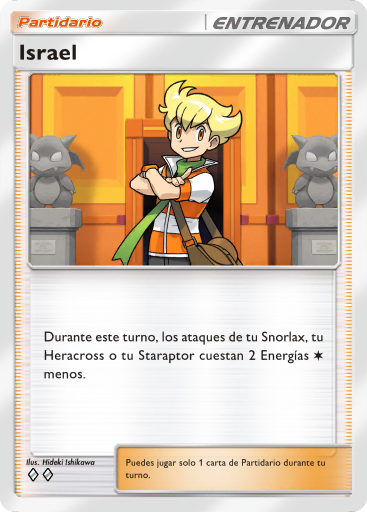 Partidario
ENTRENADOR
Israel
Durante este turno, los ataques de tu Snorlax, tu
Heracross o tu Staraptor cuestan 2 Energías ✶
menos.
Ilus. Hideki Ishikawa
Puedes jugar solo 1 carta de Partidario durante tu
turno.